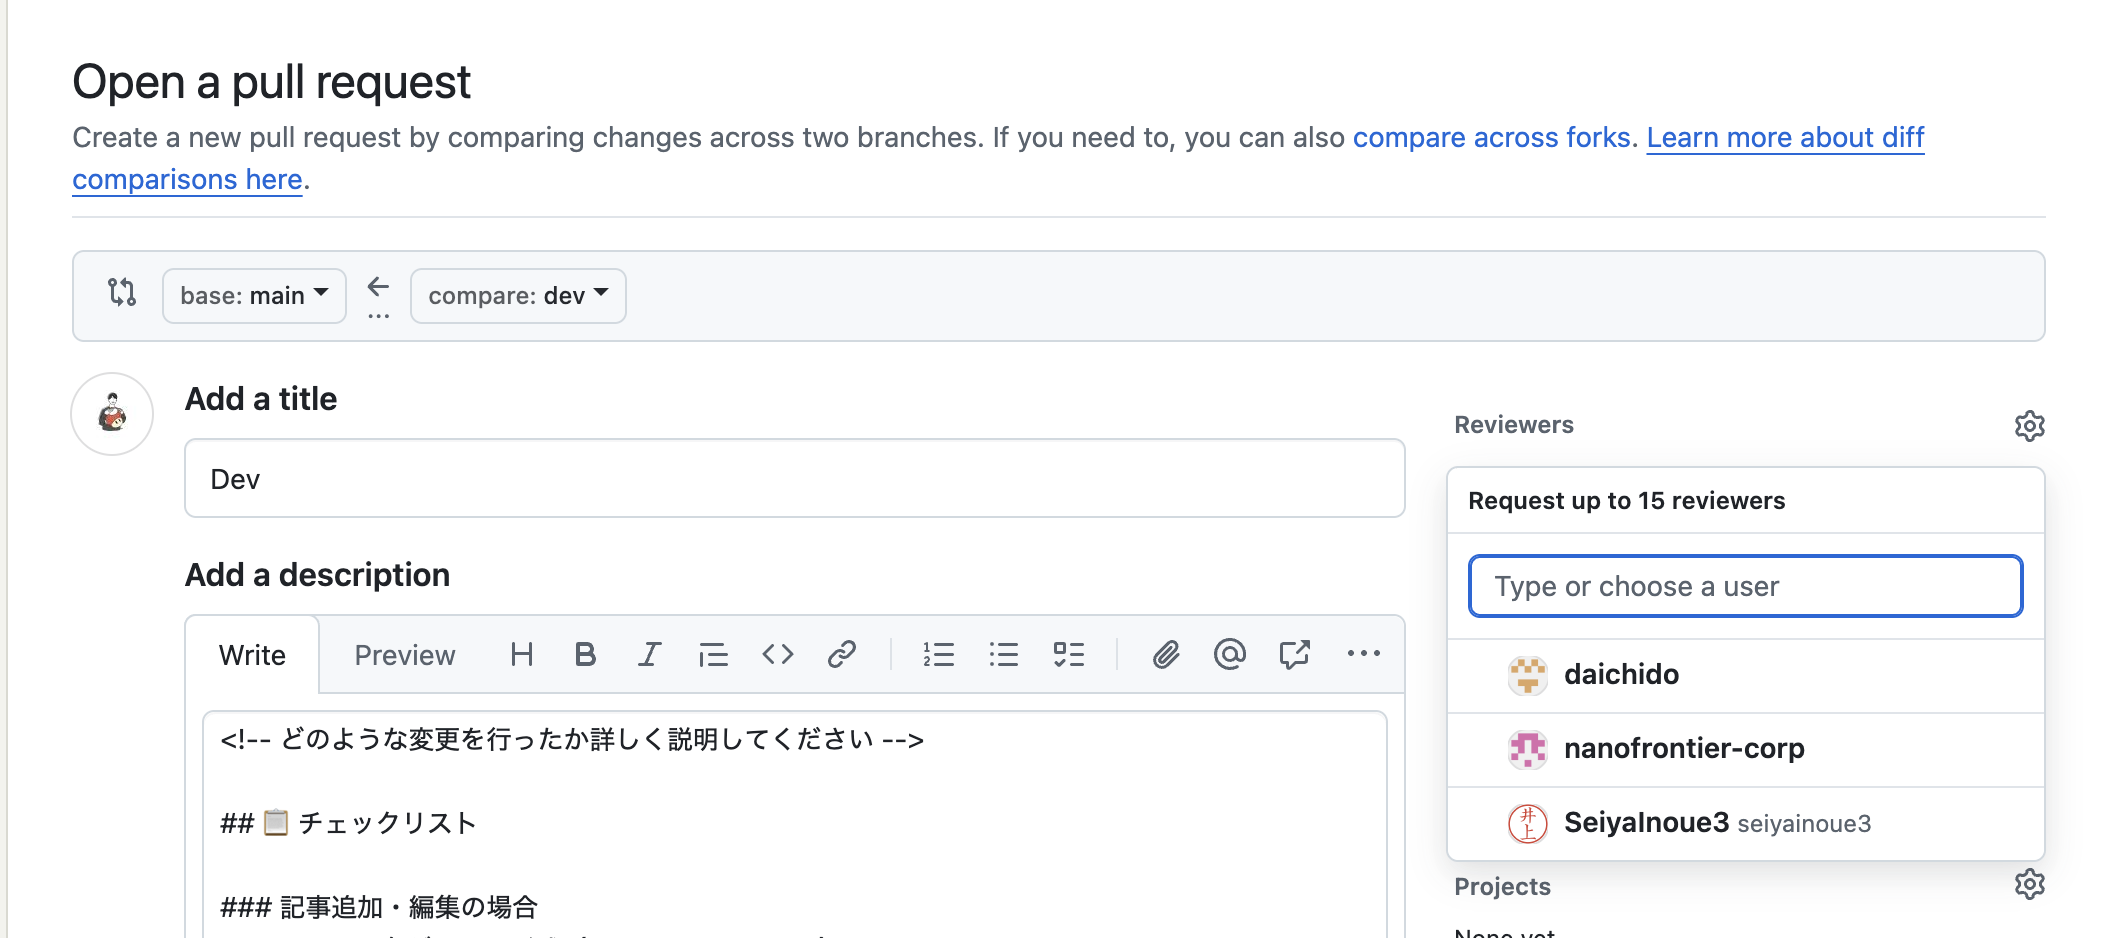 Open a pull request
Create a new pull request by comparing changes across two branches. If you need to, you can also compare across forks. Learn more about diff
comparisons here.
base: main
compare: dev
Add a title
Dev
Add a description
Write
Preview
<!-- どのような変更を行ったか詳しく説明してください -->
## 📋 チェックリスト
### 記事追加・編集の場合
Reviewers
Request up to 15 reviewers
Type or choose a user
daichido
nanofrontier-corp
井上
SeiyaInoue3 seiyainoue3
Projects
None yet